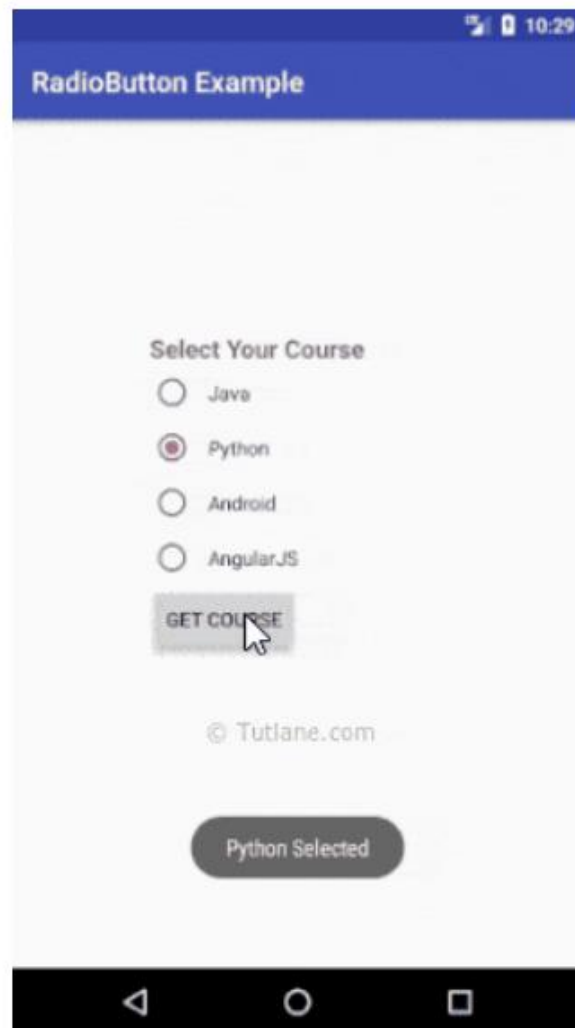 10:29
RadioButton Example
Select Your Course
Java
Python
Android
AngularJS
GET COURSE
© Tutlane.com
Python Selected